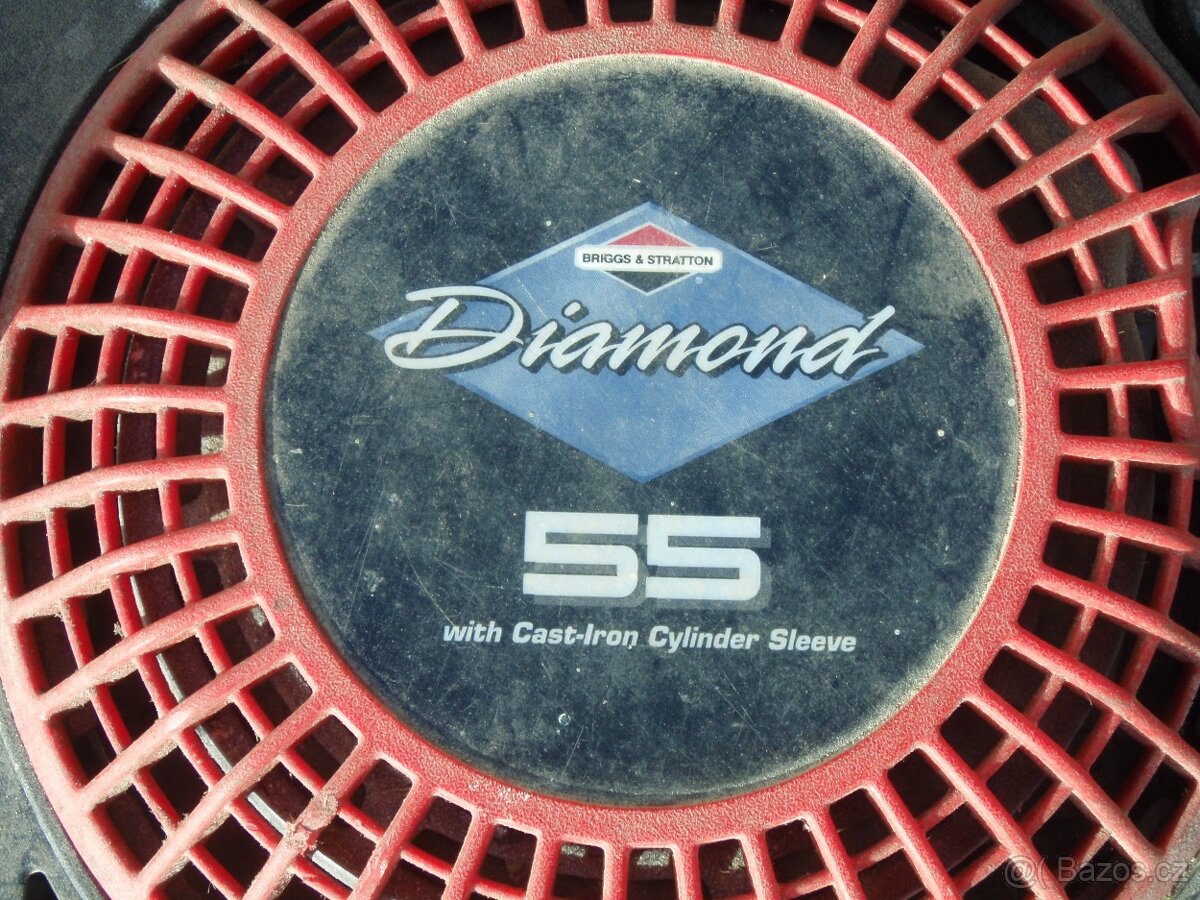 BRIGGS & STRATTON
®
Diamond
55
with Cast-Iron Cylinder Sleeve
@( Bazos.cz